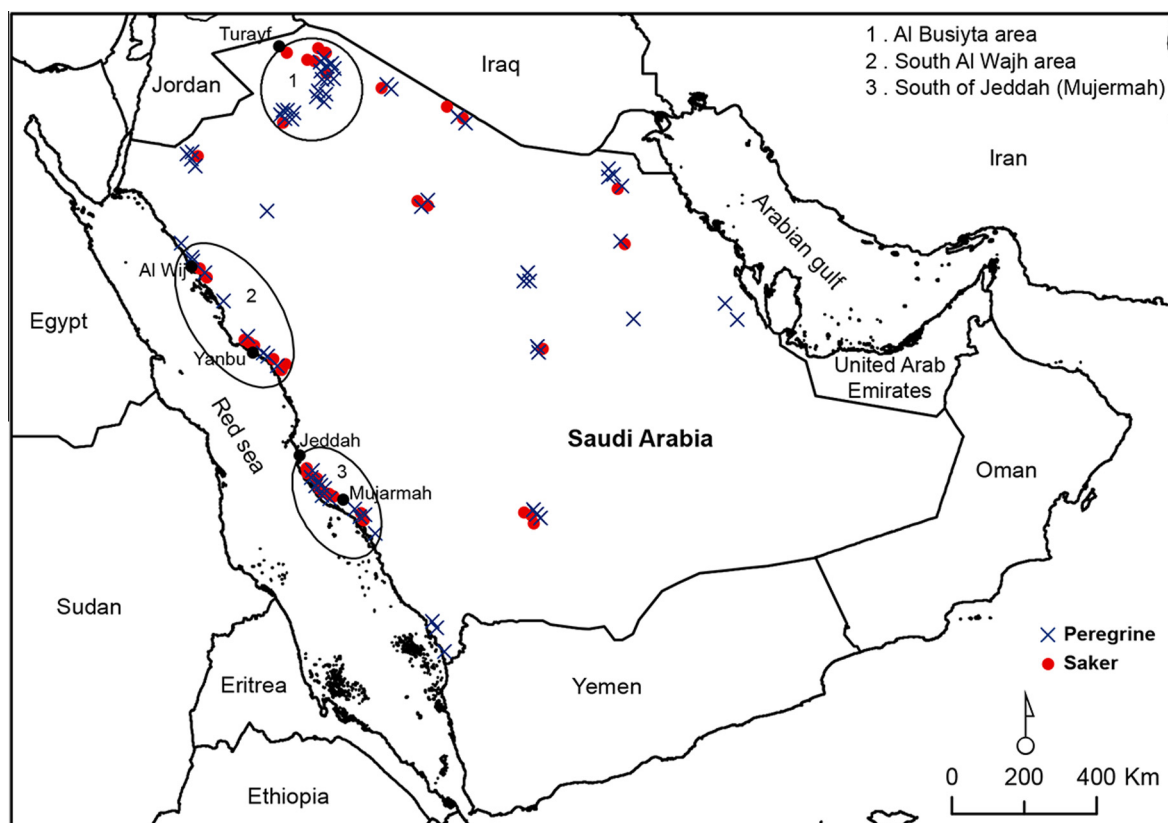 Turayf
1 . Al Busiyta area
2 . South Al Wajh area
3 . South of Jeddah (Mujermah)
Iraq
Jordan
1
Iran
Arabian gulf
Al Wij
2
Egypt
Yanbu
United Arab
Emirates
Red sea
Jeddah
Saudi Arabia
3
Mujarmah
Oman
Sudan
Peregrine
Saker
Eritrea
Yemen
Ethiopia
0 200 400 Km